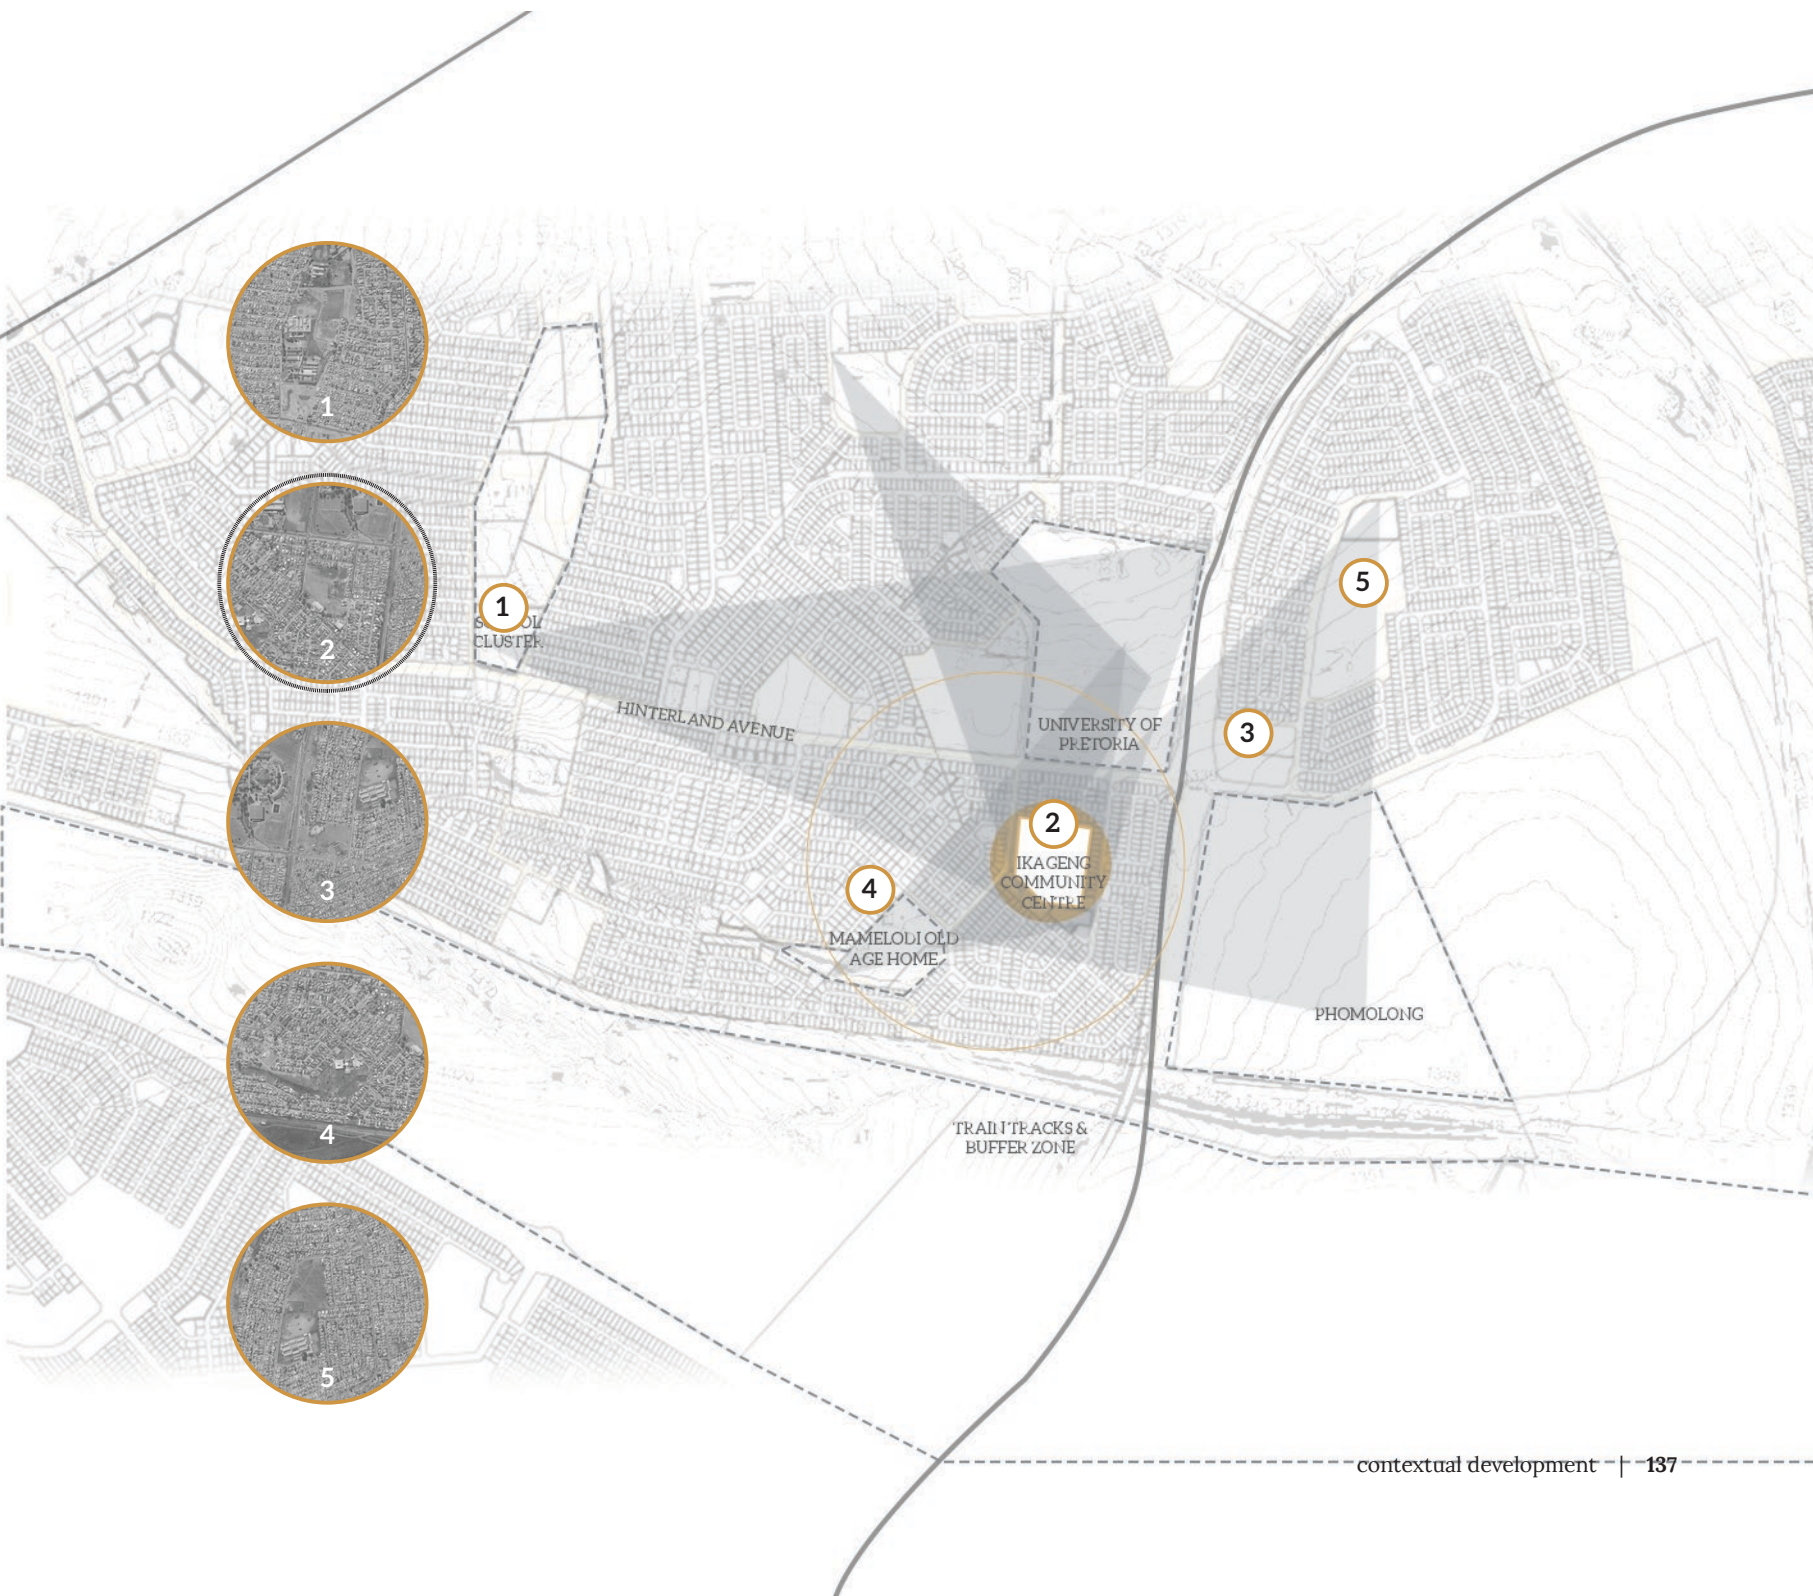 1
2
3
4
5
1
SCHOOL
CLUSTER
HINTERLAND AVENUE
UNIVERSITY OF
PRETORIA
5
3
2
IKAGENG
COMMUNITY
CENTRE
4
MAMELODI OLD
AGE HOME
PHOMOLONG
TRAIN TRACKS &
BUFFER ZONE
contextual development | 137